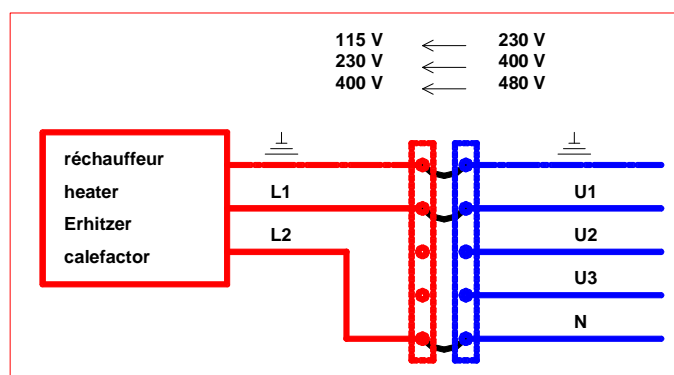 115 V 230 V
230 V 400 V
400 V 480 V
réchauffeur
heater L1 U1
Erhitzer
L2 U2
calefactor
U3
N